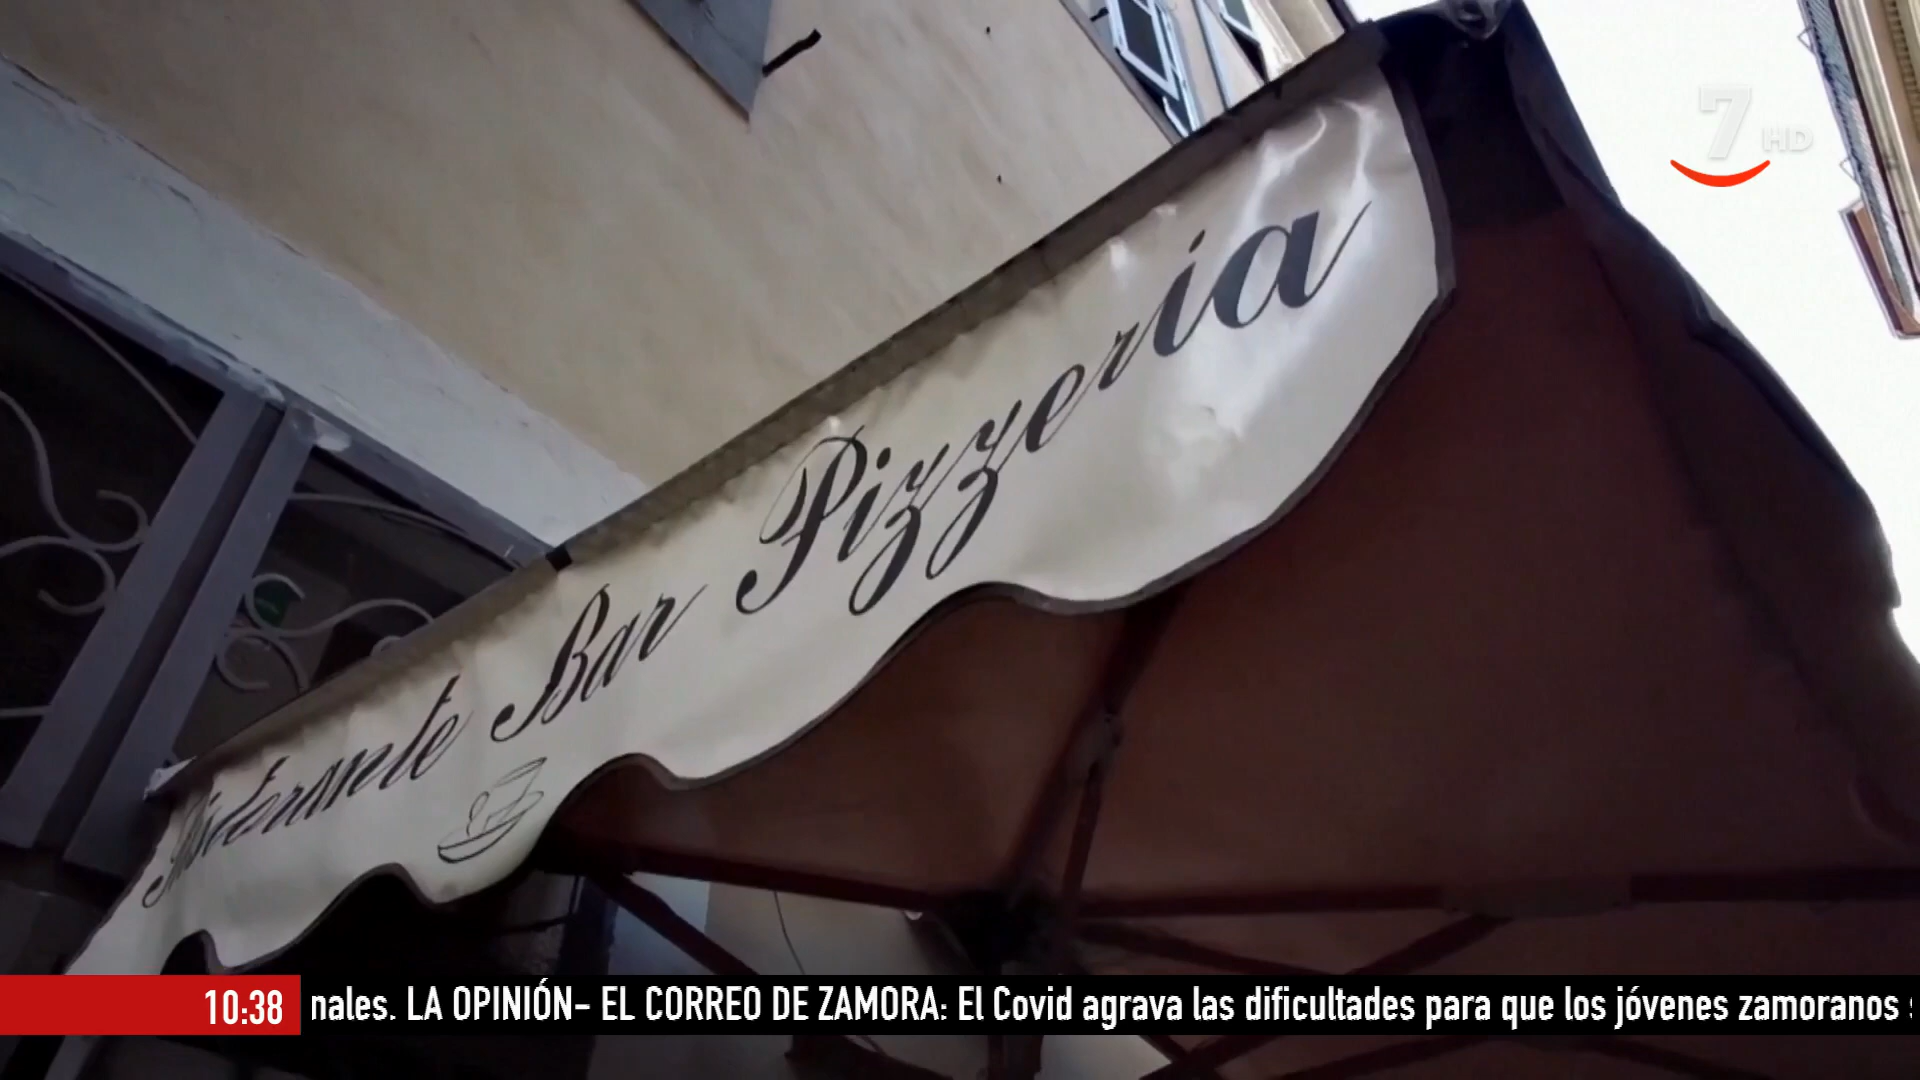 7 HD
Ristorante Bar Pizzeria
10:38
nales. LA OPINIÓN- EL CORREO DE ZAMORA: El Covid agrava las dificultades para que los jóvenes zamoranos